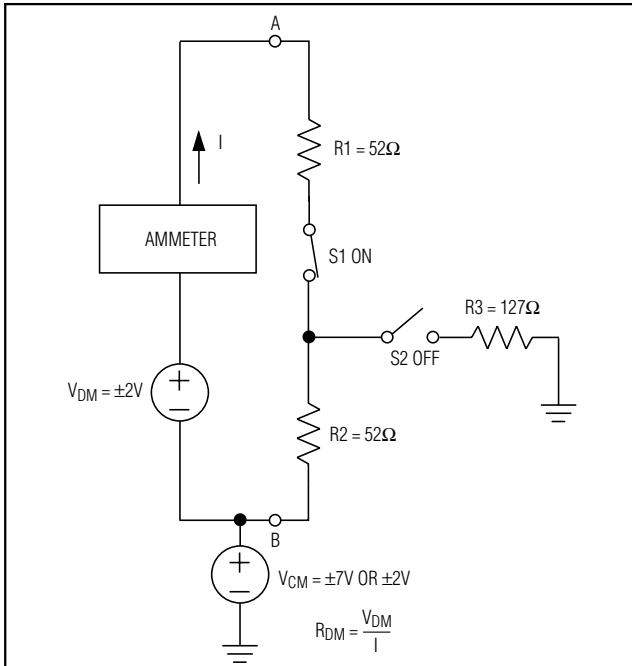 A
I
R1 = 52Ω
AMMETER
S1 ON
R3 = 127Ω
S2 OFF
+
V_DM = ±2V
−
R2 = 52Ω
B
+
V_CM = ±7V OR ±2V
−
R_DM = V_DM / I